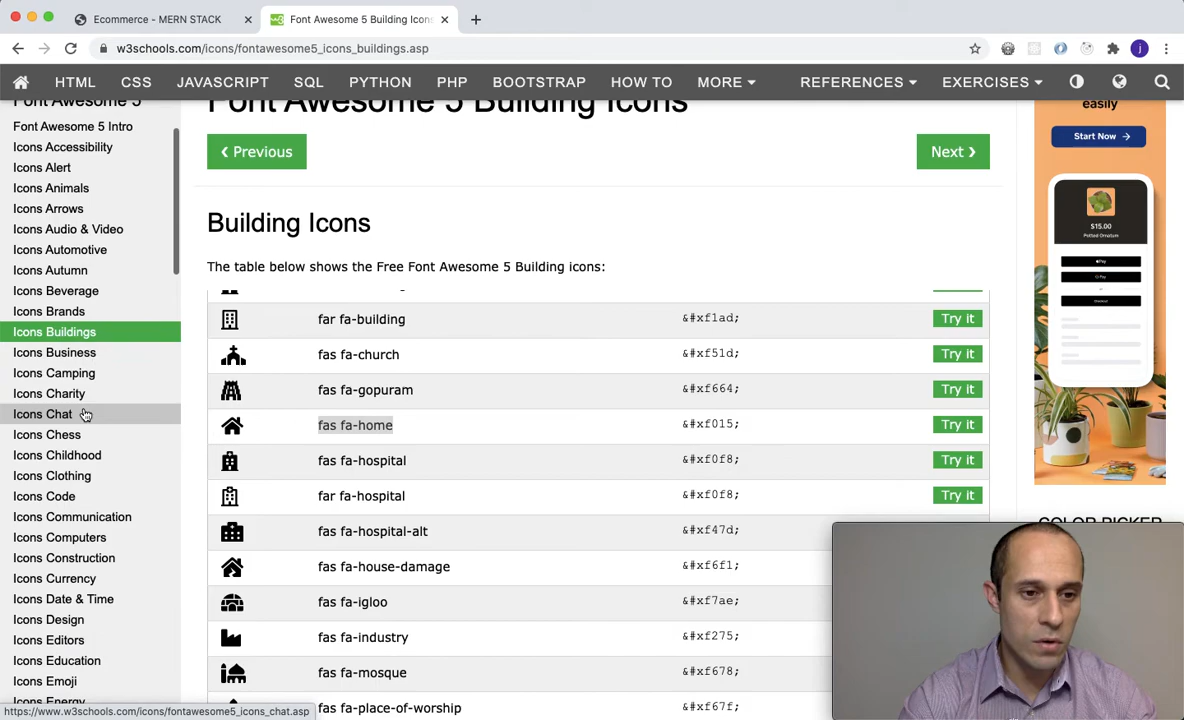 Ecommerce - MERN STACK
Font Awesome 5 Building Icons
w3schools.com/icons/fontawesome5_icons_buildings.asp
j
HTML
CSS
JAVASCRIPT
SQL
PYTHON
PHP
BOOTSTRAP
HOW TO
MORE
REFERENCES
EXERCISES
Font Awesome 5
Font Awesome 5 Intro
Icons Accessibility
Icons Alert
Icons Animals
Icons Arrows
Icons Audio & Video
Icons Automotive
Icons Autumn
Icons Beverage
Icons Brands
Icons Buildings
Icons Business
Icons Camping
Icons Charity
Icons Chat
Icons Chess
Icons Childhood
Icons Clothing
Icons Code
Icons Communication
Icons Computers
Icons Construction
Icons Currency
Icons Date & Time
Icons Design
Icons Editors
Icons Education
Icons Emoji
Icons Energy
https://www.w3schools.com/icons/fontawesome5_icons_chat.asp
Font Awesome 5 Building Icons
❮ Previous
Next ❯
Building Icons
The table below shows the Free Font Awesome 5 Building icons:
far fa-building &#xf1ad; Try it
fas fa-church &#xf51d; Try it
fas fa-gopuram &#xf664; Try it
fas fa-home &#xf015; Try it
fas fa-hospital &#xf0f8; Try it
far fa-hospital &#xf0f8; Try it
fas fa-hospital-alt &#xf47d;
fas fa-house-damage &#xf6f1;
fas fa-igloo &#xf7ae;
fas fa-industry &#xf275;
fas fa-mosque &#xf678;
fas fa-place-of-worship &#xf67f;
easily
Start Now →
$15.00
Potted Ornatum
COLOR PICKER